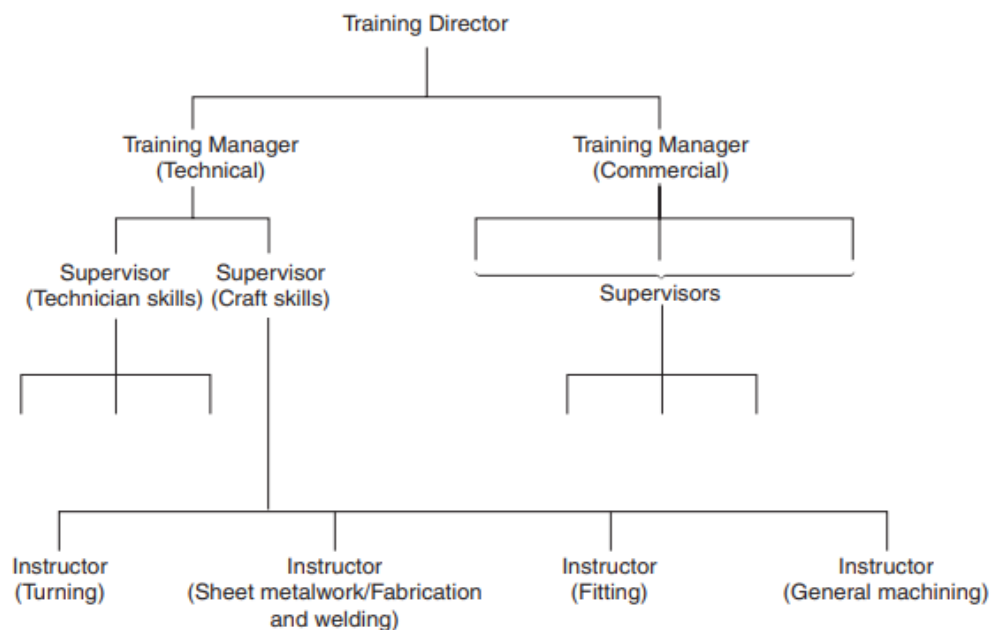 Training Director
Training Manager
(Technical)
Training Manager
(Commercial)
Supervisor
(Technician skills)
Supervisor
(Craft skills)
Supervisors
Instructor
(Turning)
Instructor
(Sheet metalwork/Fabrication
and welding)
Instructor
(Fitting)
Instructor
(General machining)